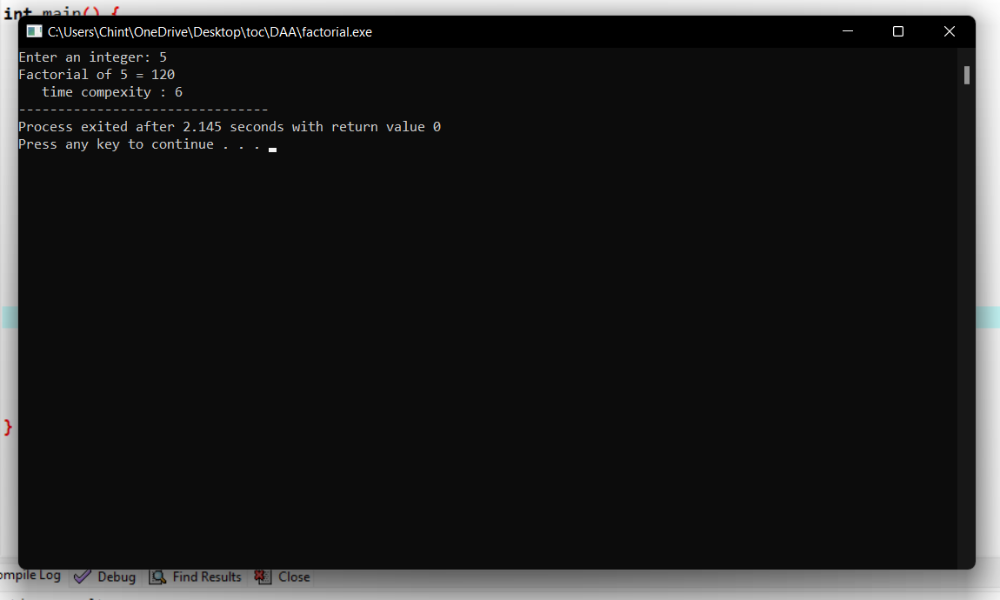 int main() {
C:\Users\Chint\OneDrive\Desktop\toc\DAA\factorial.exe
Enter an integer: 5
Factorial of 5 = 120
   time compexity : 6
--------------------------------
Process exited after 2.145 seconds with return value 0
Press any key to continue . . .
}
ompile Log Debug Find Results Close